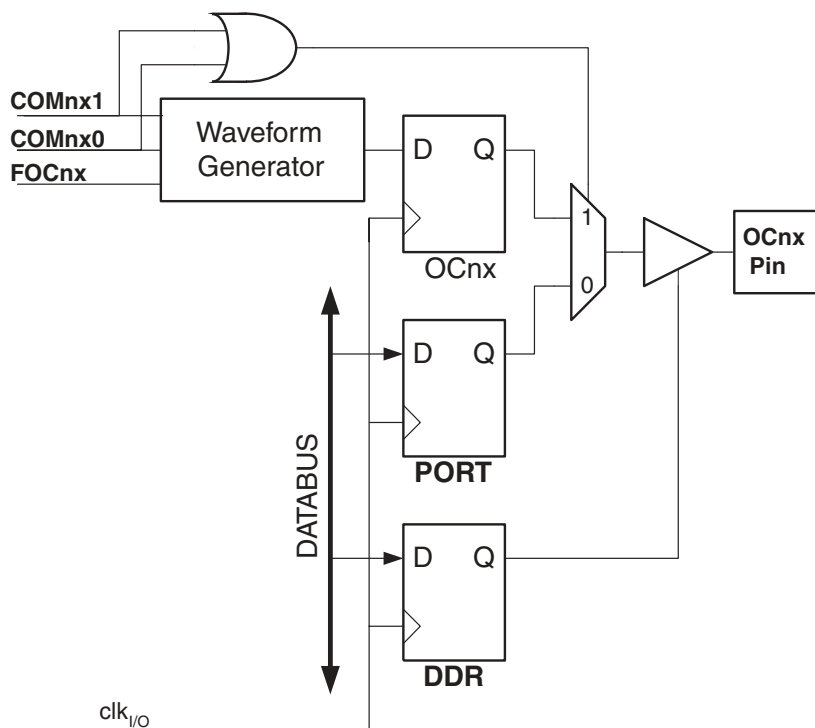 COMnx1
COMnx0
FOCnx
Waveform
Generator
D Q
OCnx
1
0
OCnx
Pin
D Q
PORT
DATABUS
D Q
DDR
clkI/O